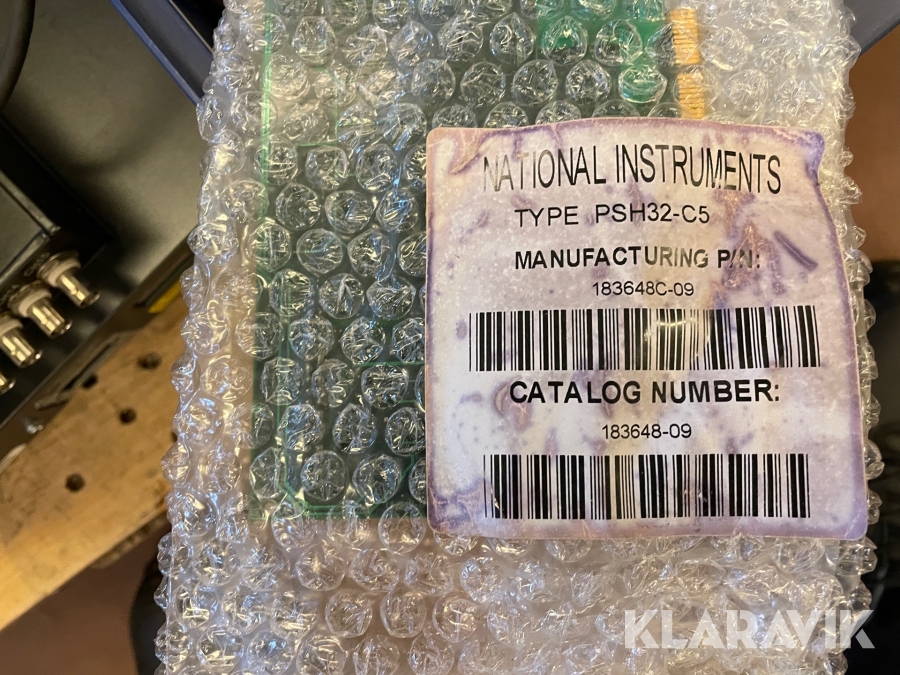 NATIONAL INSTRUMENTS
TYPE PSH32-C5
MANUFACTURING P/N:
183648C-09
CATALOG NUMBER:
183648-09
KLARAVIK